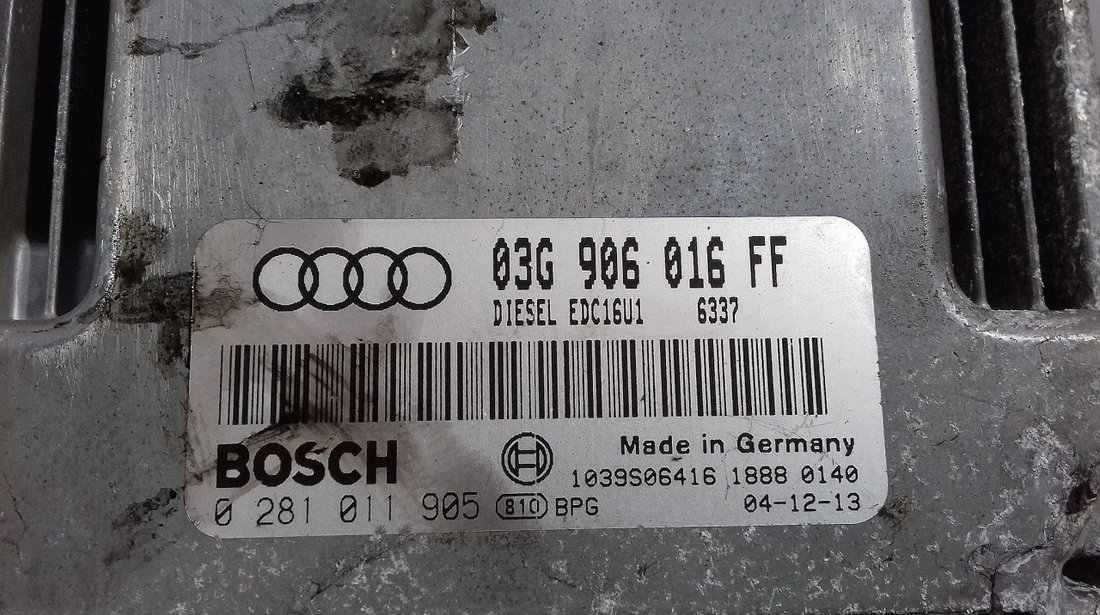 03G 906 016 FF
DIESEL EDC16U1 6337
BOSCH
Made in Germany
1039S06416 1888 0140
0 281 011 905 810 BPG
04-12-13